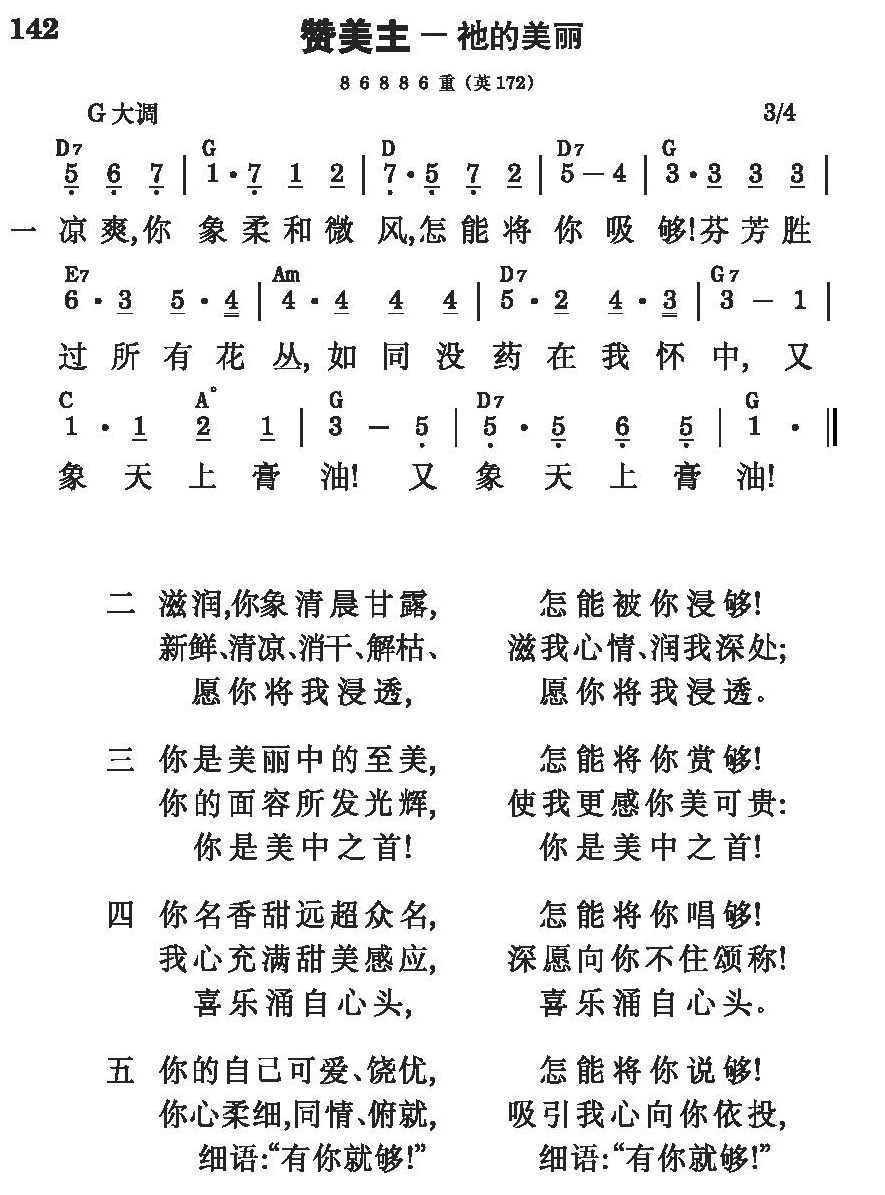 142
赞美主 — 祂的美丽
8 6 8 8 6 重 (英 172)
G 大调 3/4
D7 G D D7 G
5 6 7 | 1 · 7 1 2 | 7 · 5 7 2 | 5 — 4 | 3 · 3 3 3 |
一 凉爽,你象柔和微风,怎能将你吸够!芬芳胜
E7 Am D7 G7
6 · 3 5 · 4 | 4 · 4 4 4 | 5 · 2 4 · 3 | 3 — 1 |
过所有花丛,如同没药在我怀中,又
C A° G D7 G
1 · 1 2 1 | 3 — 5 | 5 · 5 6 5 | 1 · ‖
象天上膏油!又象天上膏油!
二 滋润,你象清晨甘露, 怎能被你浸够!
新鲜、清凉、消干、解枯、 滋我心情、润我深处;
愿你将我浸透, 愿你将我浸透。
三 你是美丽中的至美, 怎能将你赏够!
你的面容所发光辉, 使我更感你美可贵:
你是美中之首! 你是美中之首!
四 你名香甜远超众名, 怎能将你唱够!
我心充满甜美感应, 深愿向你不住颂称!
喜乐涌自心头, 喜乐涌自心头。
五 你的自己可爱、饶优, 怎能将你说够!
你心柔细,同情、俯就, 吸引我心向你依投,
细语:“有你就够!” 细语:“有你就够!”